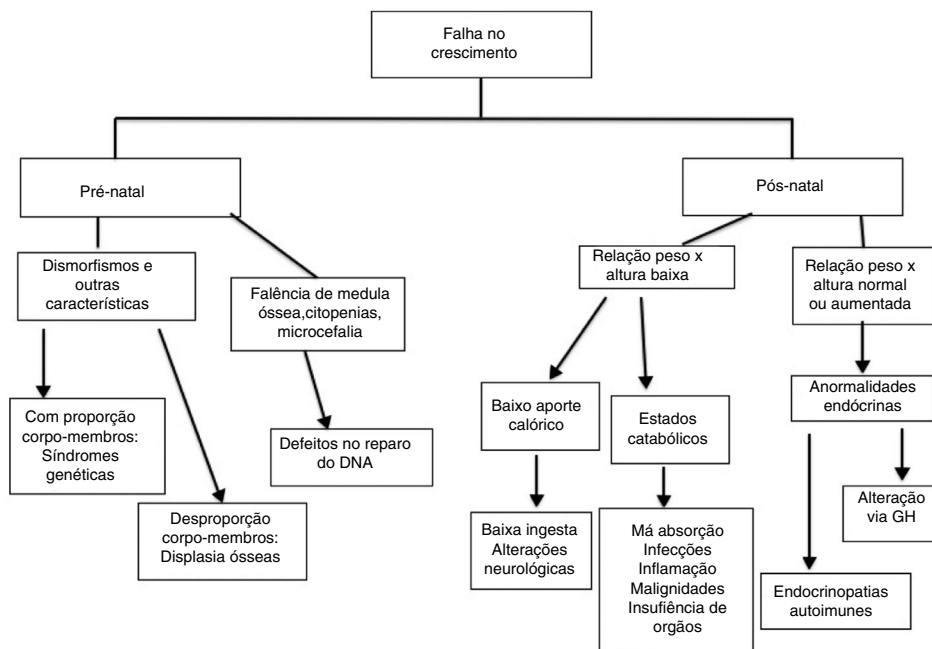 Falha no
crescimento
Pré-natal
Pós-natal
Dismorfismos e
outras
características
Falência de medula
óssea,citopenias,
microcefalia
Relação peso x
altura baixa
Relação peso x
altura normal
ou aumentada
Com proporção
corpo-membros:
Síndromes
genéticas
Defeitos no reparo
do DNA
Baixo aporte
calórico
Estados
catabólicos
Anormalidades
endócrinas
Desproporção
corpo-membros:
Displasia ósseas
Baixa ingesta
Alterações
neurológicas
Má absorção
Infecções
Inflamação
Malignidades
Insufiência de
orgãos
Alteração
via GH
Endocrinopatias
autoimunes